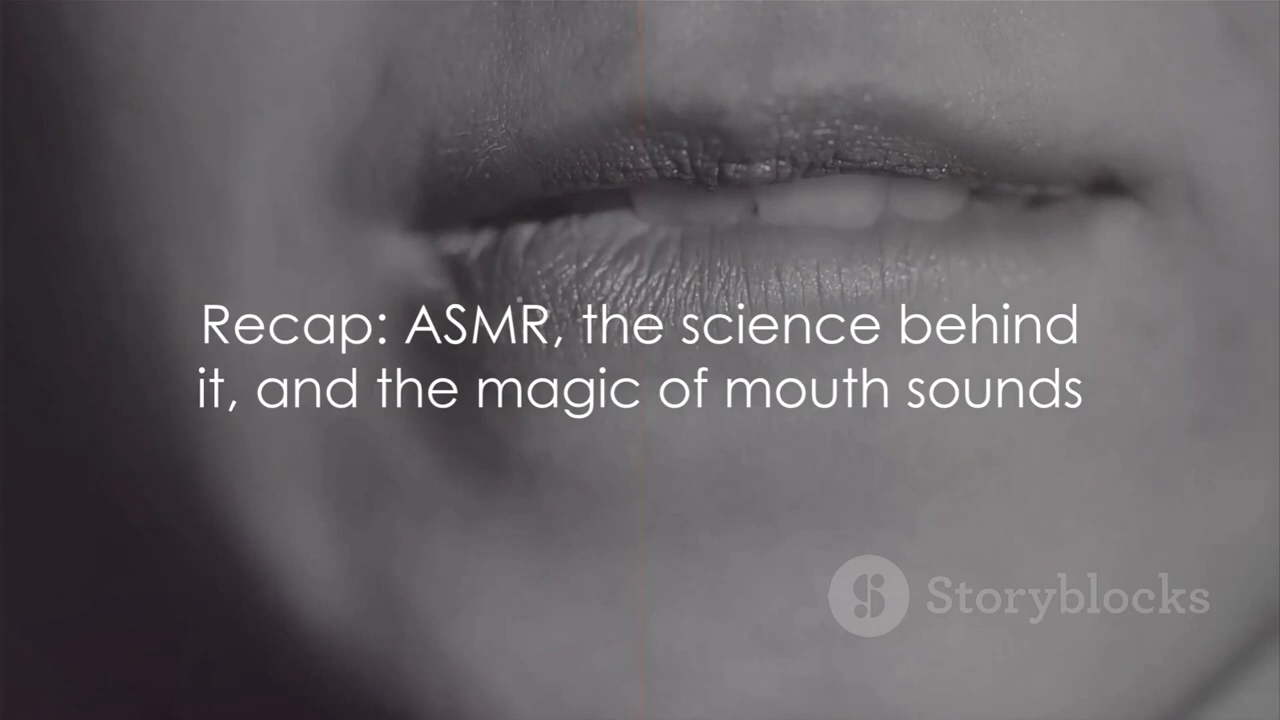 Recap: ASMR, the science behind
it, and the magic of mouth sounds
Storyblocks